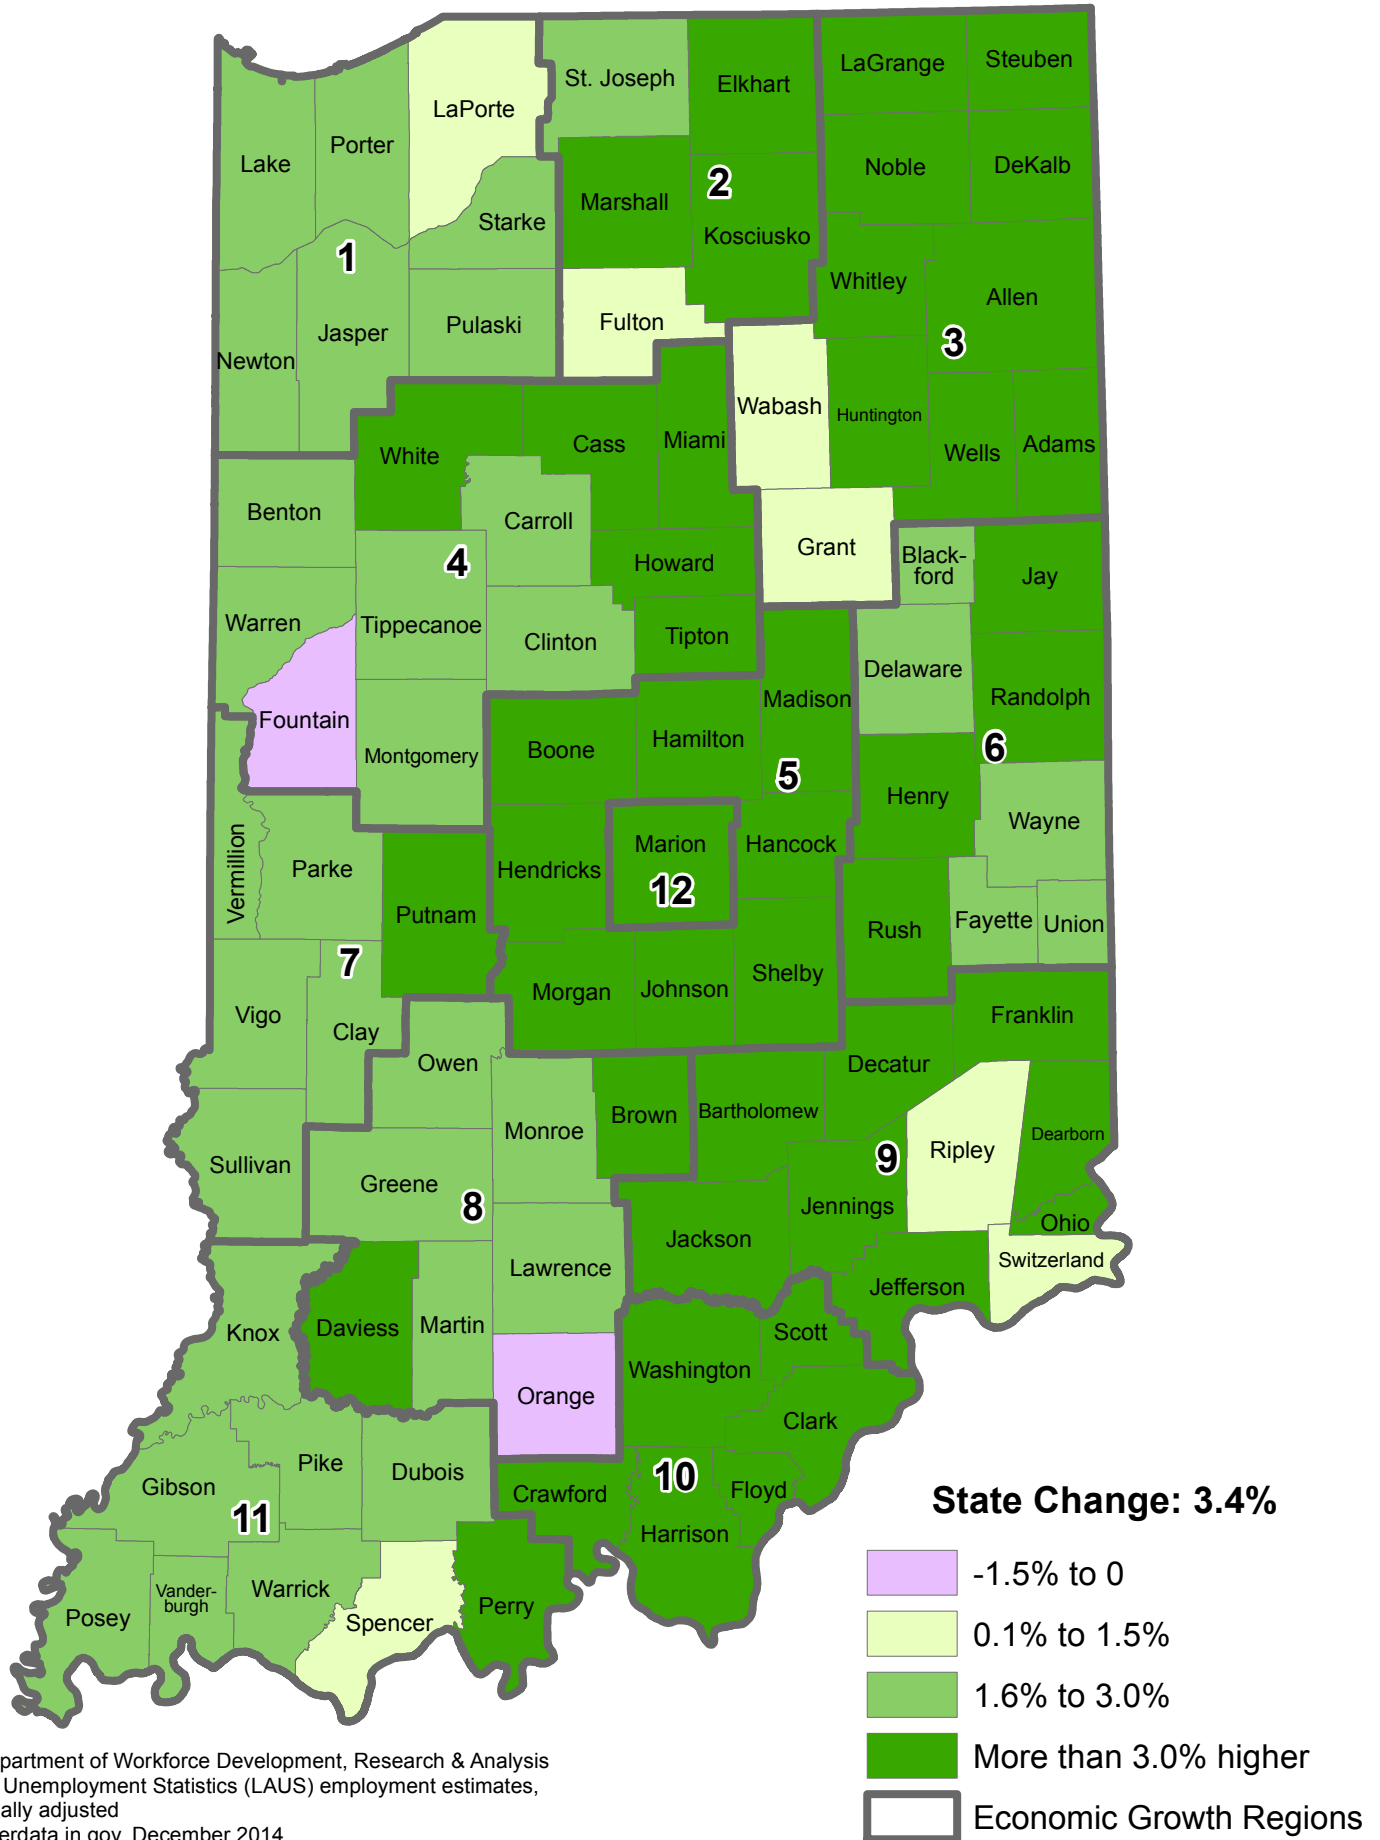 St. Joseph
Elkhart
LaGrange
Steuben
LaPorte
Lake
Porter
Marshall
2
Kosciusko
Noble
DeKalb
Starke
1
Whitley
Allen
Newton
Jasper
Pulaski
Fulton
3
Wabash
Huntington
White
Cass
Miami
Wells
Adams
Benton
Carroll
4
Howard
Grant
Black-
ford
Jay
Warren
Tippecanoe
Clinton
Tipton
Delaware
Madison
Randolph
Fountain
Montgomery
Boone
Hamilton
5
6
Henry
Wayne
Vermillion
Parke
Hendricks
Marion
12
Hancock
Putnam
Rush
Fayette
Union
7
Vigo
Clay
Morgan
Johnson
Shelby
Franklin
Owen
Decatur
Monroe
Brown
Bartholomew
9
Ripley
Dearborn
Sullivan
Greene
8
Jennings
Jackson
Ohio
Lawrence
Switzerland
Jefferson
Knox
Daviess
Martin
Scott
Washington
Orange
Clark
Gibson
Pike
Dubois
11
Crawford
10
Floyd
Harrison
Posey
Vander-
burgh
Warrick
Spencer
Perry
State Change: 3.4%
-1.5% to 0
0.1% to 1.5%
1.6% to 3.0%
More than 3.0% higher
Economic Growth Regions
partment of Workforce Development, Research & Analysis
Unemployment Statistics (LAUS) employment estimates,
ally adjusted
erdata.in.gov, December 2014